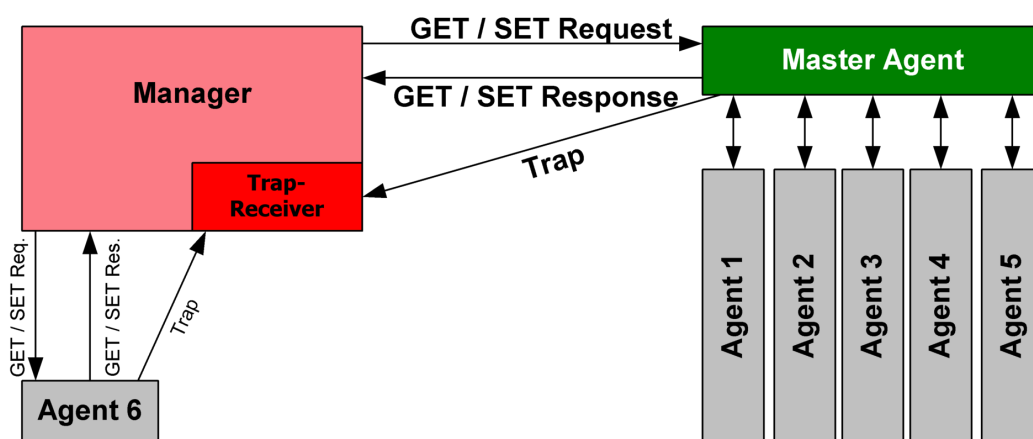 GET / SET Request
Manager
Master Agent
GET / SET Response
Trap
Trap-
Receiver
GET / SET Req.
GET / SET Res.
Trap
Agent 1
Agent 2
Agent 3
Agent 4
Agent 5
Agent 6